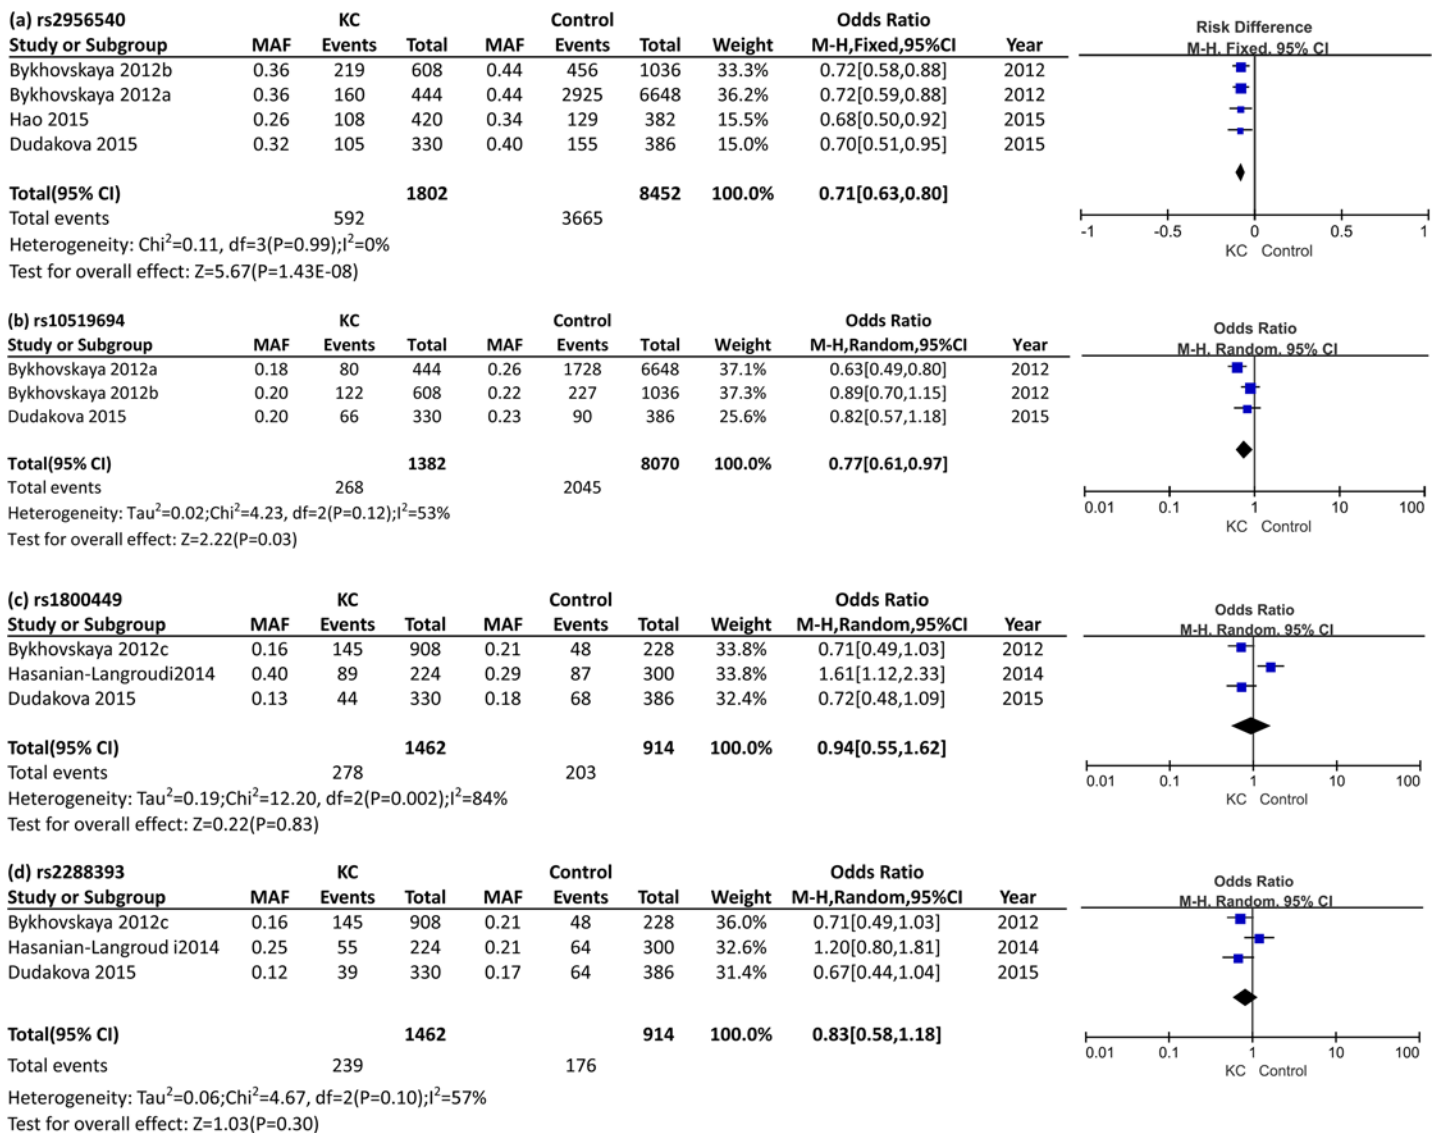 (a) rs2956540 KC Control Odds Ratio
Study or Subgroup MAF Events Total MAF Events Total Weight M-H,Fixed,95%CI Year
Bykhovskaya 2012b 0.36 219 608 0.44 456 1036 33.3% 0.72[0.58,0.88] 2012
Bykhovskaya 2012a 0.36 160 444 0.44 2925 6648 36.2% 0.72[0.59,0.88] 2012
Hao 2015 0.26 108 420 0.34 129 382 15.5% 0.68[0.50,0.92] 2015
Dudakova 2015 0.32 105 330 0.40 155 386 15.0% 0.70[0.51,0.95] 2015
Total(95% CI) 1802 8452 100.0% 0.71[0.63,0.80]
Total events 592 3665
Heterogeneity: Chi²=0.11, df=3(P=0.99);I²=0%
Test for overall effect: Z=5.67(P=1.43E-08)
Risk Difference
M-H. Fixed. 95% CI
-1 -0.5 0 0.5 1
KC Control
(b) rs10519694 KC Control Odds Ratio
Study or Subgroup MAF Events Total MAF Events Total Weight M-H,Random,95%CI Year
Bykhovskaya 2012a 0.18 80 444 0.26 1728 6648 37.1% 0.63[0.49,0.80] 2012
Bykhovskaya 2012b 0.20 122 608 0.22 227 1036 37.3% 0.89[0.70,1.15] 2012
Dudakova 2015 0.20 66 330 0.23 90 386 25.6% 0.82[0.57,1.18] 2015
Total(95% CI) 1382 8070 100.0% 0.77[0.61,0.97]
Total events 268 2045
Heterogeneity: Tau²=0.02;Chi²=4.23, df=2(P=0.12);I²=53%
Test for overall effect: Z=2.22(P=0.03)
Odds Ratio
M-H. Random. 95% CI
0.01 0.1 1 10 100
KC Control
(c) rs1800449 KC Control Odds Ratio
Study or Subgroup MAF Events Total MAF Events Total Weight M-H,Random,95%CI Year
Bykhovskaya 2012c 0.16 145 908 0.21 48 228 33.8% 0.71[0.49,1.03] 2012
Hasanian-Langroudi2014 0.40 89 224 0.29 87 300 33.8% 1.61[1.12,2.33] 2014
Dudakova 2015 0.13 44 330 0.18 68 386 32.4% 0.72[0.48,1.09] 2015
Total(95% CI) 1462 914 100.0% 0.94[0.55,1.62]
Total events 278 203
Heterogeneity: Tau²=0.19;Chi²=12.20, df=2(P=0.002);I²=84%
Test for overall effect: Z=0.22(P=0.83)
Odds Ratio
M-H. Random. 95% CI
0.01 0.1 1 10 100
KC Control
(d) rs2288393 KC Control Odds Ratio
Study or Subgroup MAF Events Total MAF Events Total Weight M-H,Random,95%CI Year
Bykhovskaya 2012c 0.16 145 908 0.21 48 228 36.0% 0.71[0.49,1.03] 2012
Hasanian-Langroud i2014 0.25 55 224 0.21 64 300 32.6% 1.20[0.80,1.81] 2014
Dudakova 2015 0.12 39 330 0.17 64 386 31.4% 0.67[0.44,1.04] 2015
Total(95% CI) 1462 914 100.0% 0.83[0.58,1.18]
Total events 239 176
Heterogeneity: Tau²=0.06;Chi²=4.67, df=2(P=0.10);I²=57%
Test for overall effect: Z=1.03(P=0.30)
Odds Ratio
M-H. Random. 95% CI
0.01 0.1 1 10 100
KC Control